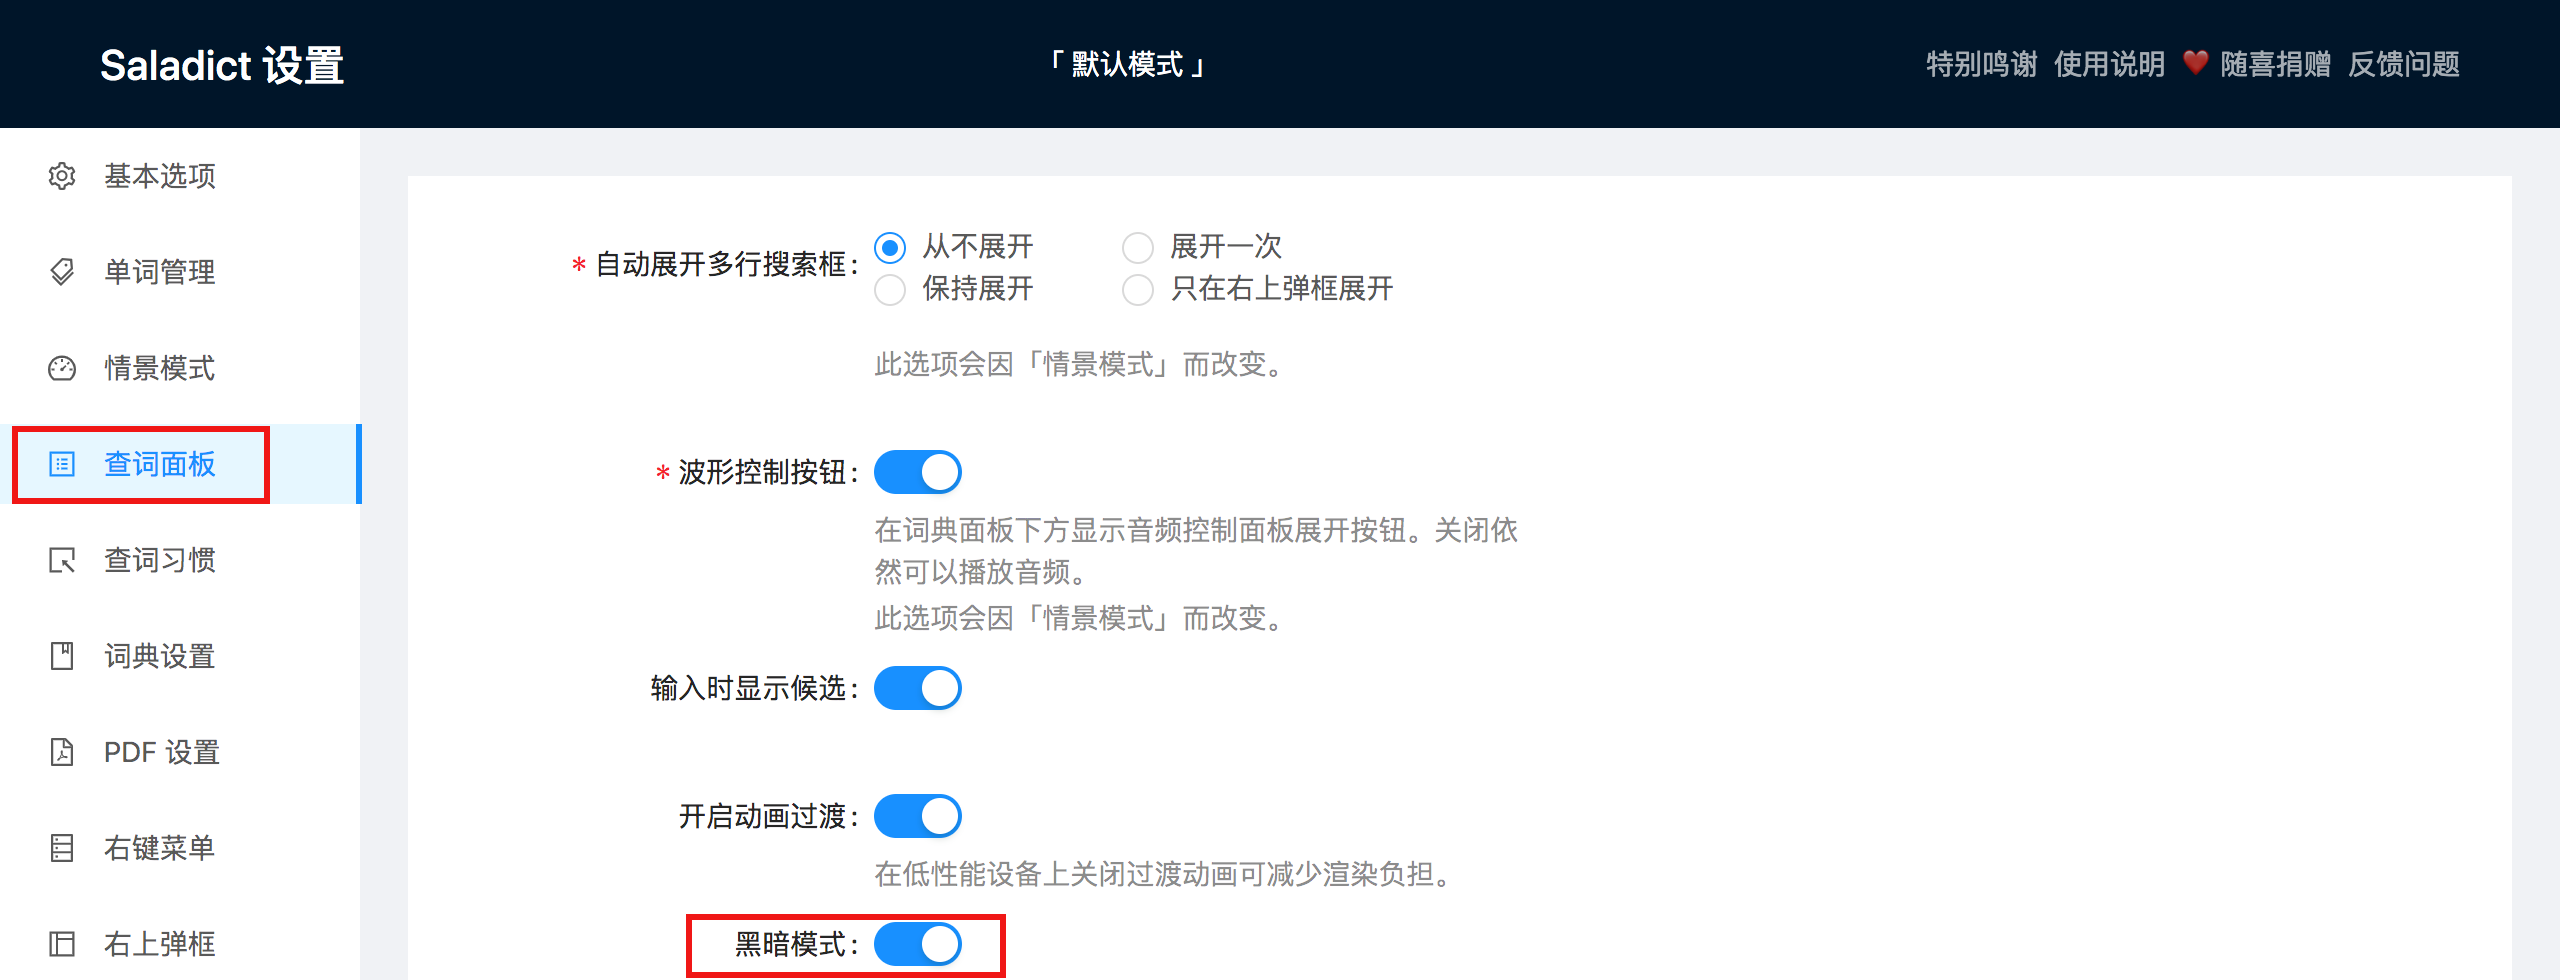 Saladict 设置
「 默认模式 」
特别鸣谢 使用说明 ❤️ 随喜捐赠 反馈问题
基本选项
单词管理
情景模式
查词面板
查词习惯
词典设置
PDF 设置
右键菜单
右上弹框
* 自动展开多行搜索框:
从不展开 展开一次
保持展开 只在右上弹框展开
此选项会因「情景模式」而改变。
* 波形控制按钮:
在词典面板下方显示音频控制面板展开按钮。关闭依
然可以播放音频。
此选项会因「情景模式」而改变。
输入时显示候选:
开启动画过渡:
在低性能设备上关闭过渡动画可减少渲染负担。
黑暗模式: